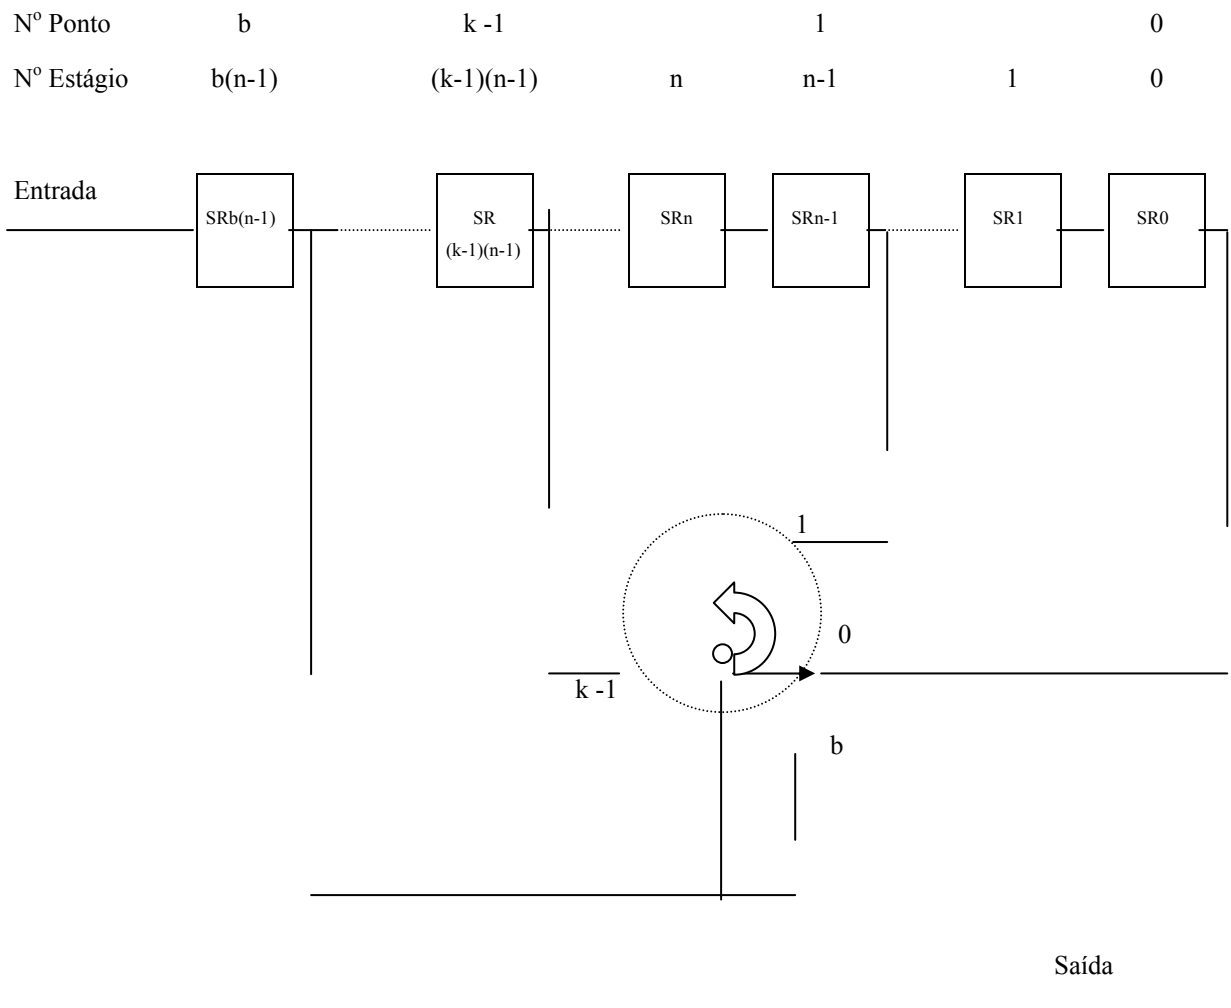 Nº Ponto b k -1 1 0
Nº Estágio b(n-1) (k-1)(n-1) n n-1 1 0
Entrada
SRb(n-1) SR SRn SRn-1 SR1 SR0
(k-1)(n-1)
1
0
k -1
b
Saída